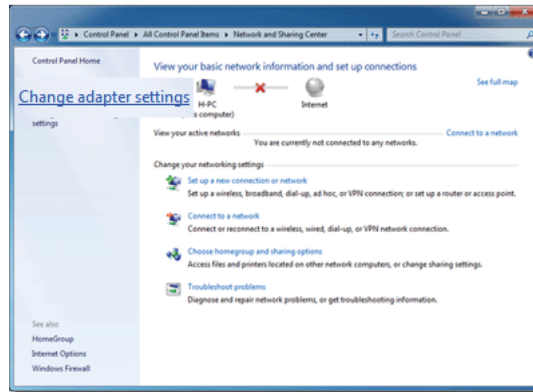 Control Panel ▸ All Control Panel Items ▸ Network and Sharing Center
Search Control Panel
Control Panel Home
Change adapter settings
settings
View your basic network information and set up connections
See full map
H-PC
s computer)
Internet
View your active networks
Connect to a network
You are currently not connected to any networks.
Change your networking settings
Set up a new connection or network
Set up a wireless, broadband, dial-up, ad hoc, or VPN connection; or set up a router or access point.
Connect to a network
Connect or reconnect to a wireless, wired, dial-up, or VPN network connection.
Choose homegroup and sharing options
Access files and printers located on other network computers, or change sharing settings.
Troubleshoot problems
Diagnose and repair network problems, or get troubleshooting information.
See also
HomeGroup
Internet Options
Windows Firewall